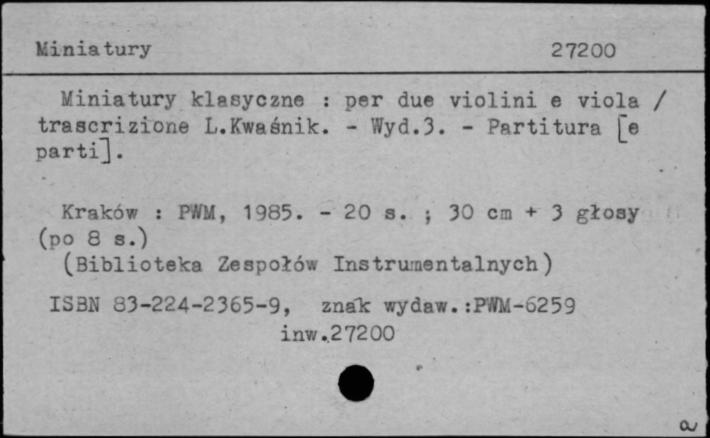 Miniatury 27200
Miniatury klasyczne : per due violini e viola /
trascrizione L.Kwaśnik. - Wyd.3. - Partitura [e
parti].
Kraków : PWM, 1985. - 20 s. ; 30 cm + 3 głosy
(po 8 s.)
(Biblioteka Zespołów Instrumentalnych)
ISBN 83-224-2365-9, znak wydaw.:PWM-6259
inw.27200
a